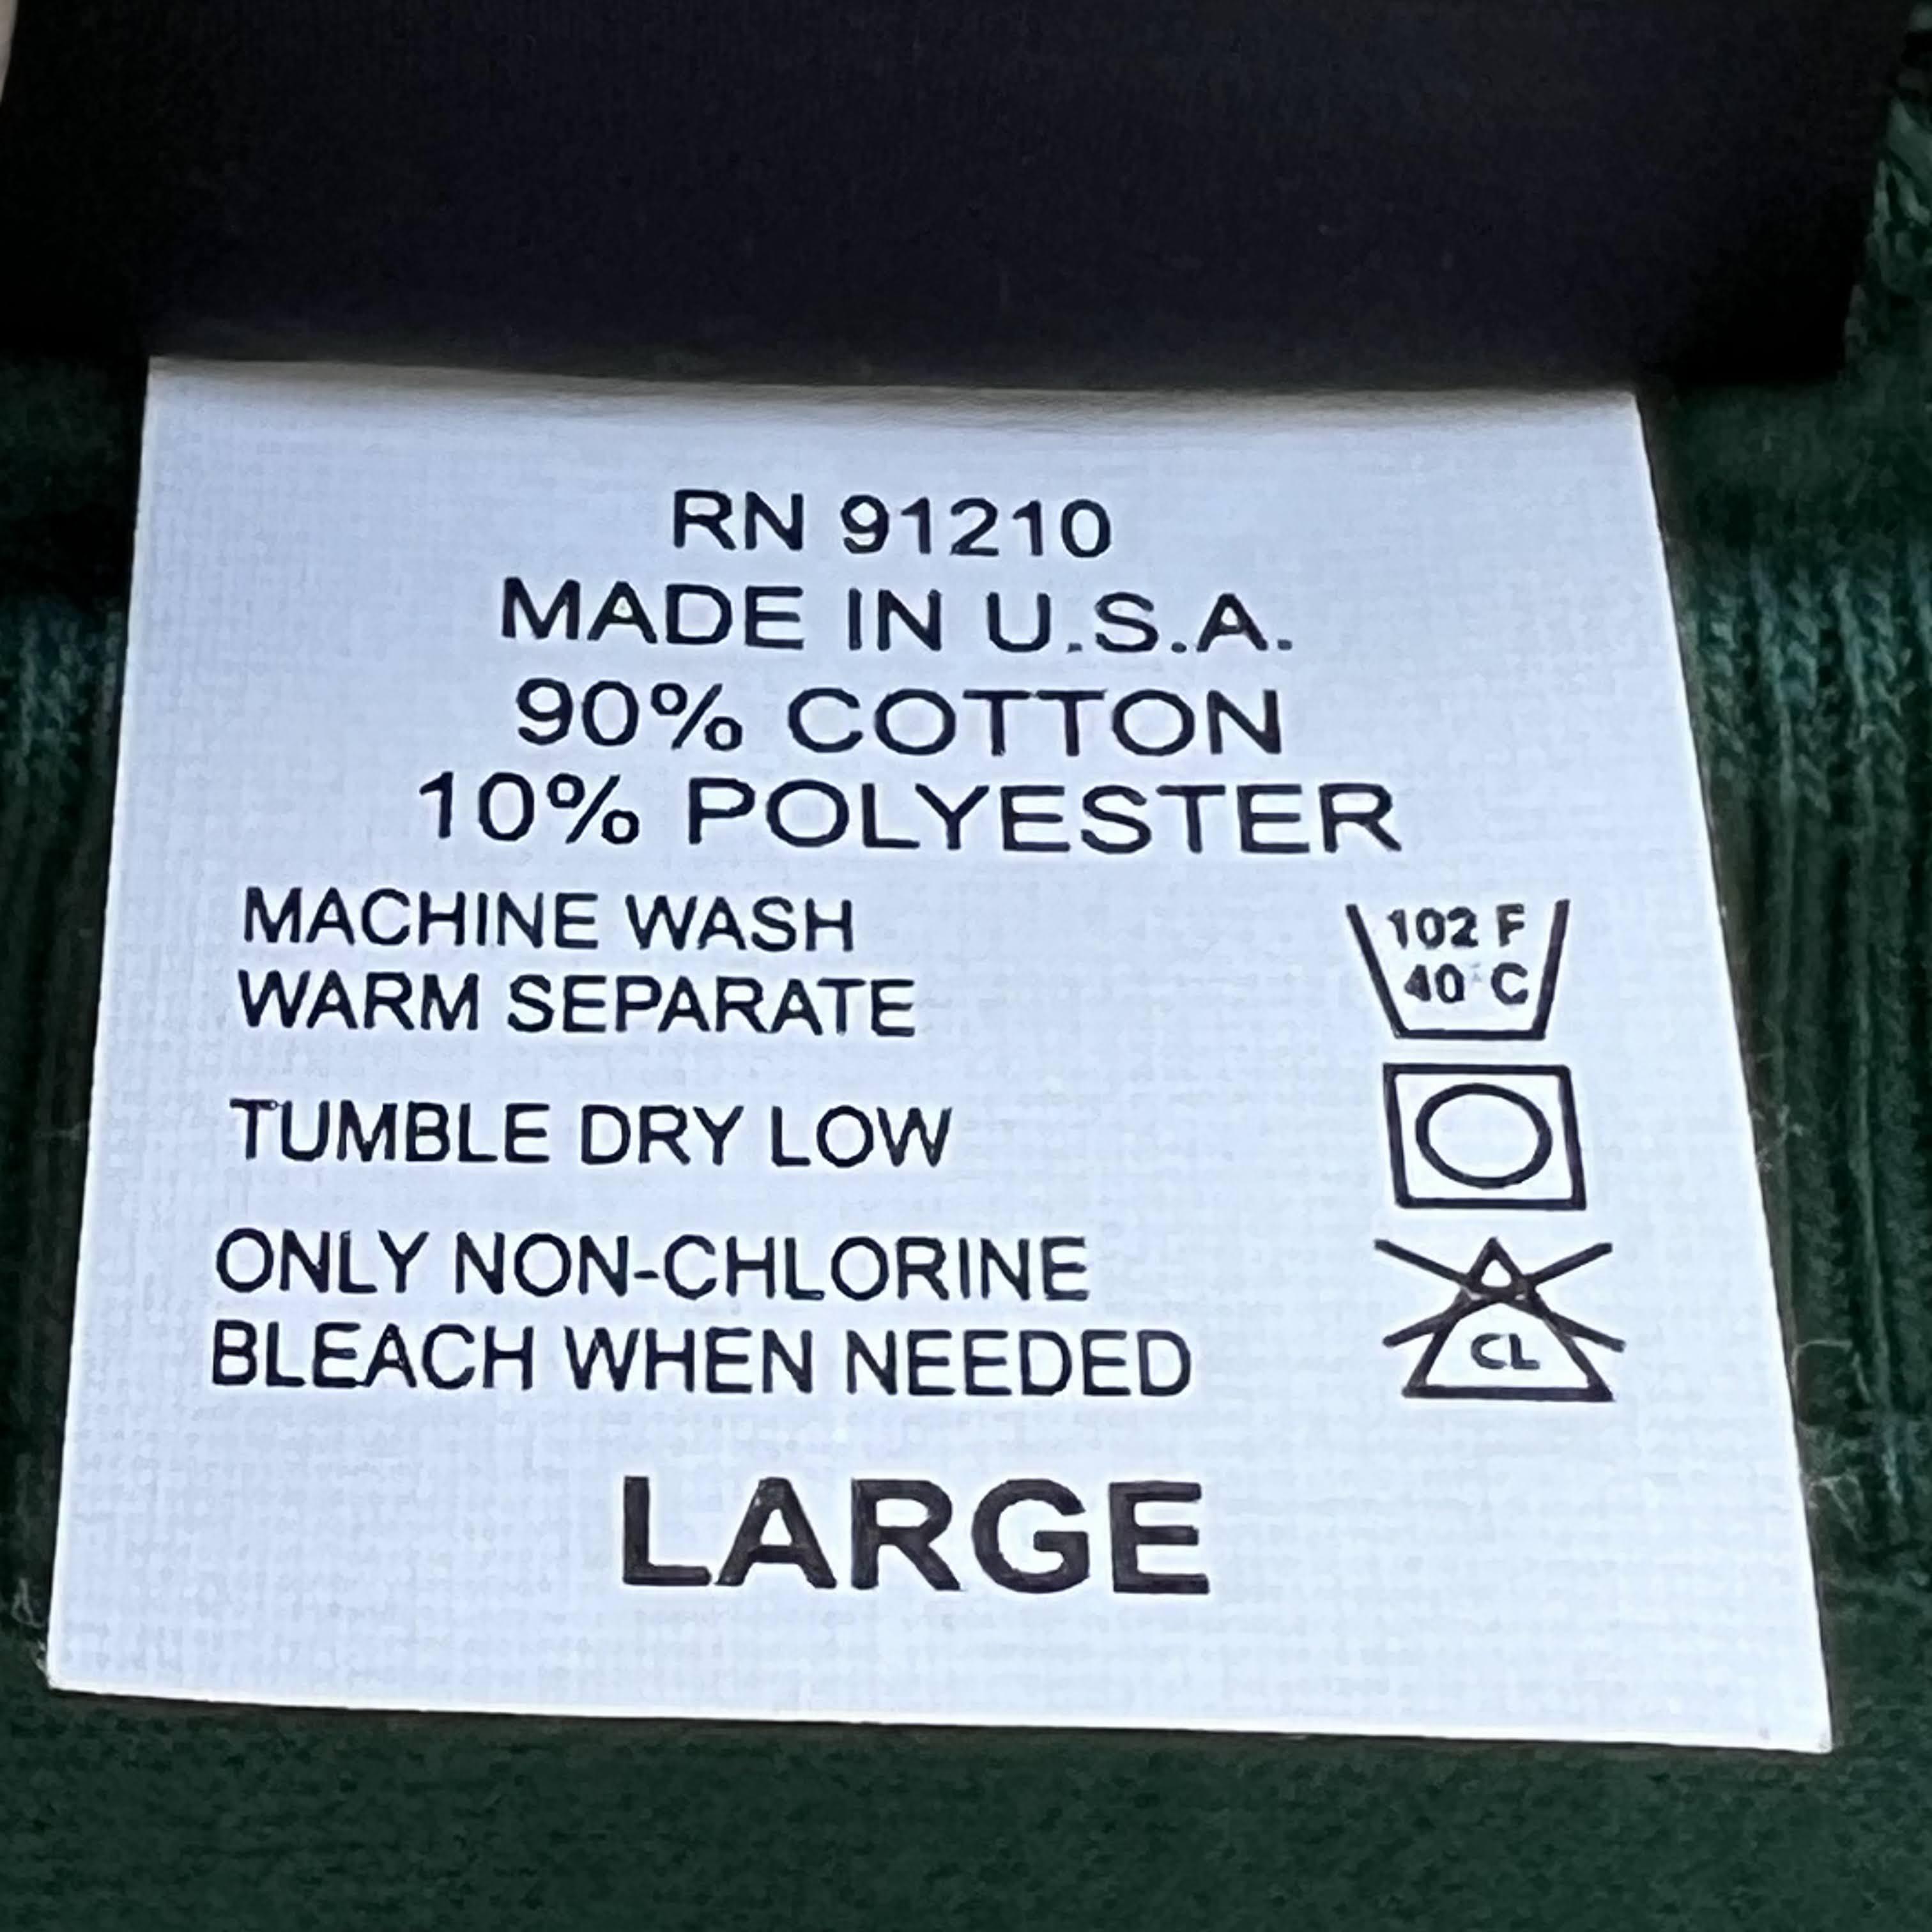 RN 91210
MADE IN U.S.A.
90% COTTON
10% POLYESTER
MACHINE WASH
WARM SEPARATE
102 F
40 C
TUMBLE DRY LOW
ONLY NON-CHLORINE
BLEACH WHEN NEEDED
CL
LARGE